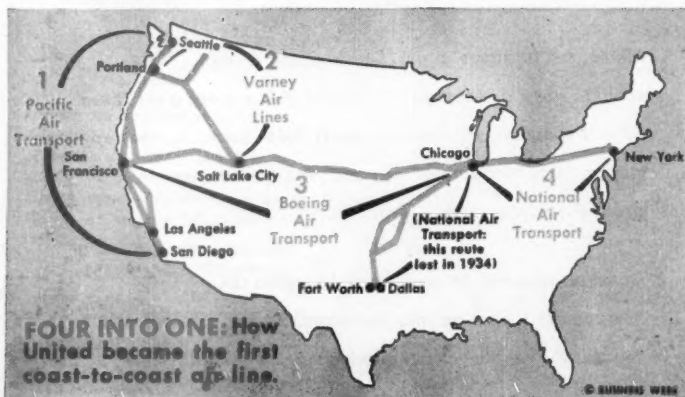 Seattle
Portland
1
Pacific
Air
Transport
2
Varney
Air
Lines
San
Francisco
Salt Lake City
Chicago
New York
3
Boeing
Air
Transport
4
National
Air
Transport
(National Air
Transport:
this route
lost in 1934)
Los Angeles
San Diego
Fort Worth
Dallas
FOUR INTO ONE: How
United became the first
coast-to-coast air line.
© BUSINESS WEEK